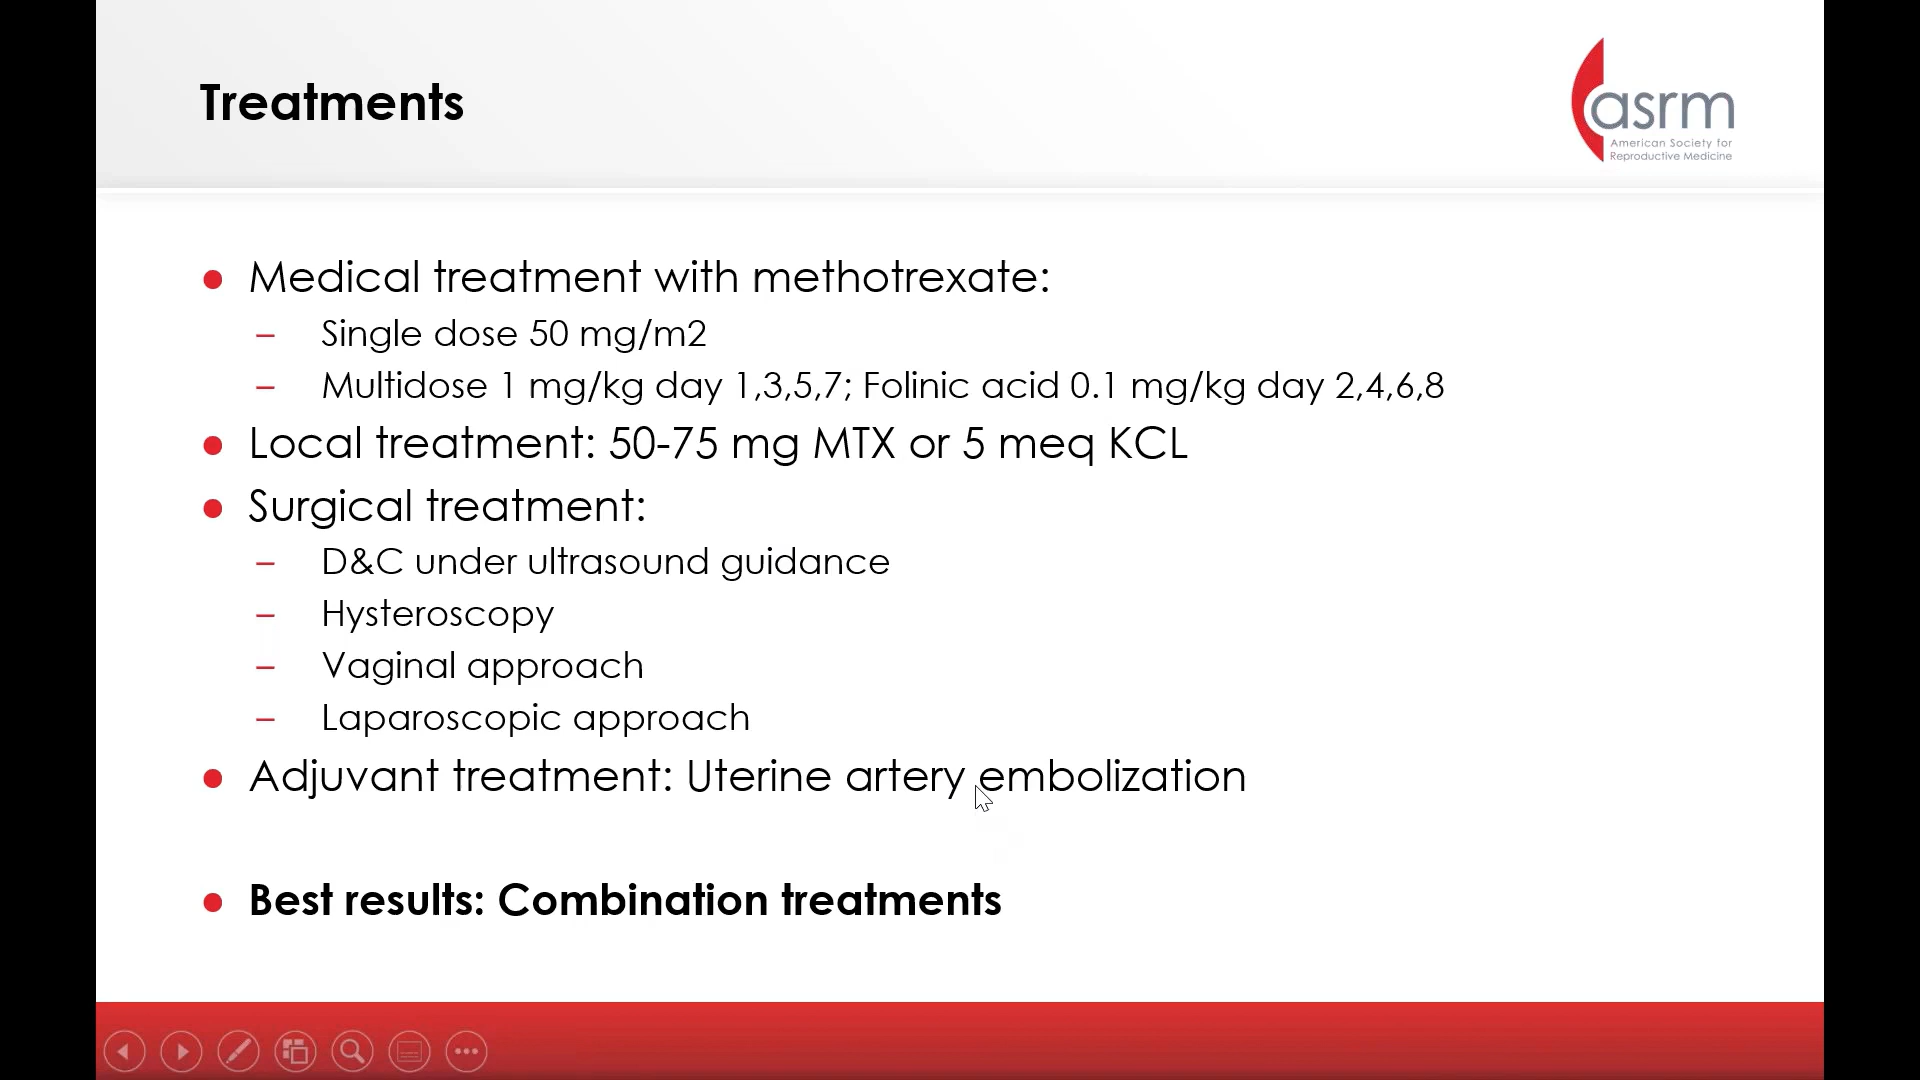 Treatments
asrm
American Society for
Reproductive Medicine
• Medical treatment with methotrexate:
– Single dose 50 mg/m2
– Multidose 1 mg/kg day 1,3,5,7; Folinic acid 0.1 mg/kg day 2,4,6,8
• Local treatment: 50-75 mg MTX or 5 meq KCL
• Surgical treatment:
– D&C under ultrasound guidance
– Hysteroscopy
– Vaginal approach
– Laparoscopic approach
• Adjuvant treatment: Uterine artery embolization
• Best results: Combination treatments